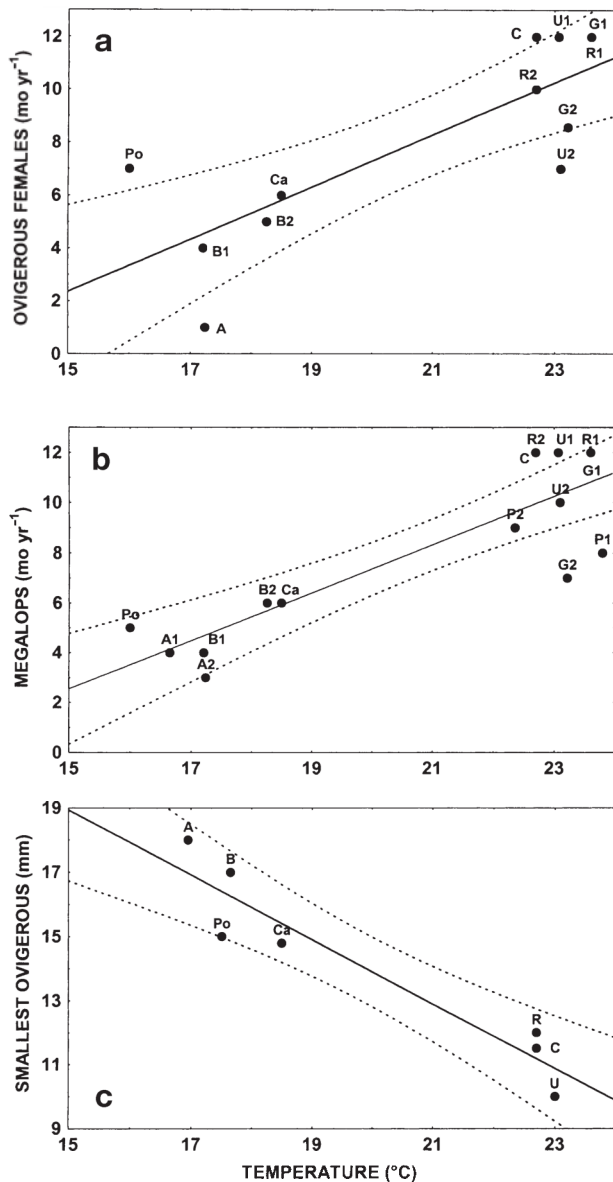 a
OVIGEROUS FEMALES (mo yr⁻¹)
12
10
8
6
4
2
0
C U1 G1
R1
R2
G2
U2
Po
Ca
B2
B1
A
15 17 19 21 23
b
MEGALOPS (mo yr⁻¹)
12
10
8
6
4
2
0
R2 U1 R1
C
G1
U2
P2
P1
G2
B2 Ca
Po
A1 B1
A2
15 17 19 21 23
c
SMALLEST OVIGEROUS (mm)
19
17
15
13
11
9
A
B
Po Ca
R
C
U
15 17 19 21 23
TEMPERATURE (°C)